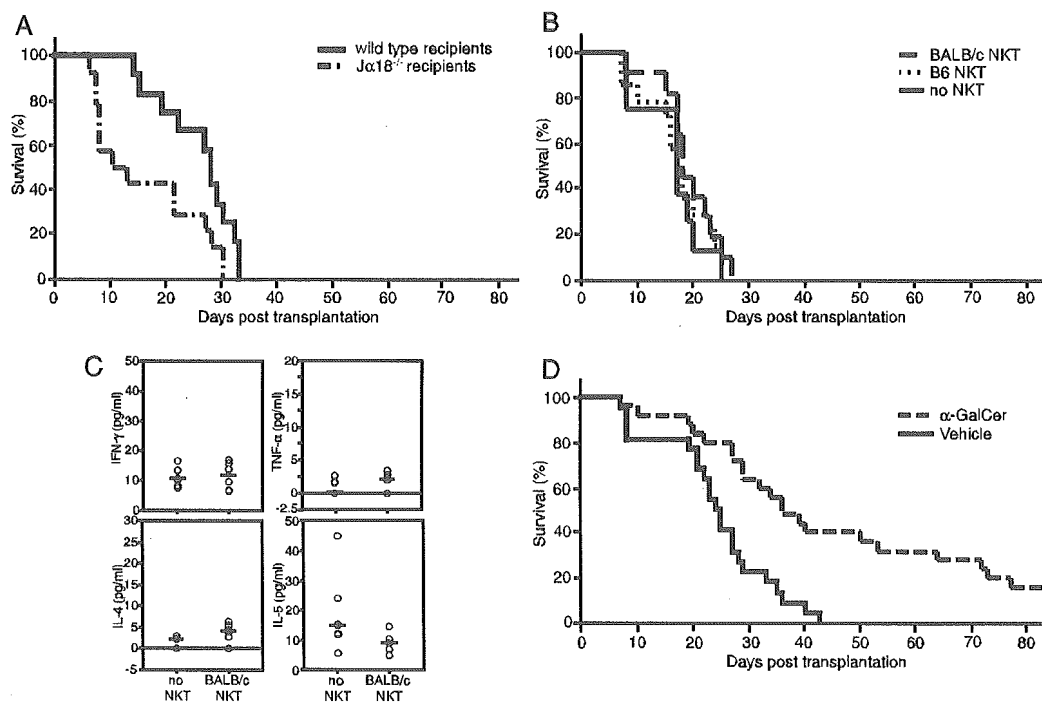 A
wild type recipients
Jα18-/- recipients
Suvival (%)
100
80
60
40
20
0
0 10 20 30 40 50 60 70 80
Days post transplantation
B
BALB/c NKT
B6 NKT
no NKT
Suvival (%)
100
80
60
40
20
0
0 10 20 30 40 50 60 70 80
Days post transplantation
C
IFN-γ (pg/ml)
50
40
30
20
10
0
TNF-α (pg/ml)
20
15
10
5
0
-2.5
IL-4 (pg/ml)
30
25
20
15
10
5
0
-5
IL-5 (pg/ml)
50
40
30
20
10
0
no NKT
BALB/c NKT
no NKT
BALB/c NKT
D
α-GalCer
Vehicle
Survival (%)
100
80
60
40
20
0
0 10 20 30 40 50 60 70 80
Days post transplantation